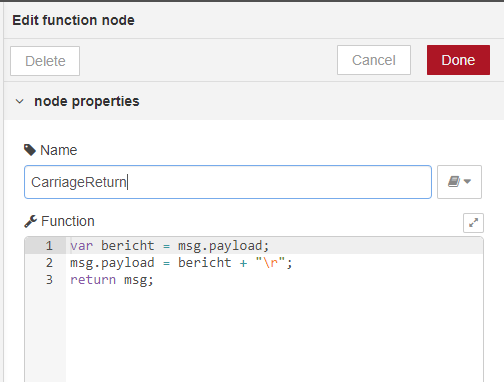 Edit function node
Delete
Cancel
Done
node properties
Name
CarriageReturn
Function
1 var bericht = msg.payload;
2 msg.payload = bericht + "\r";
3 return msg;